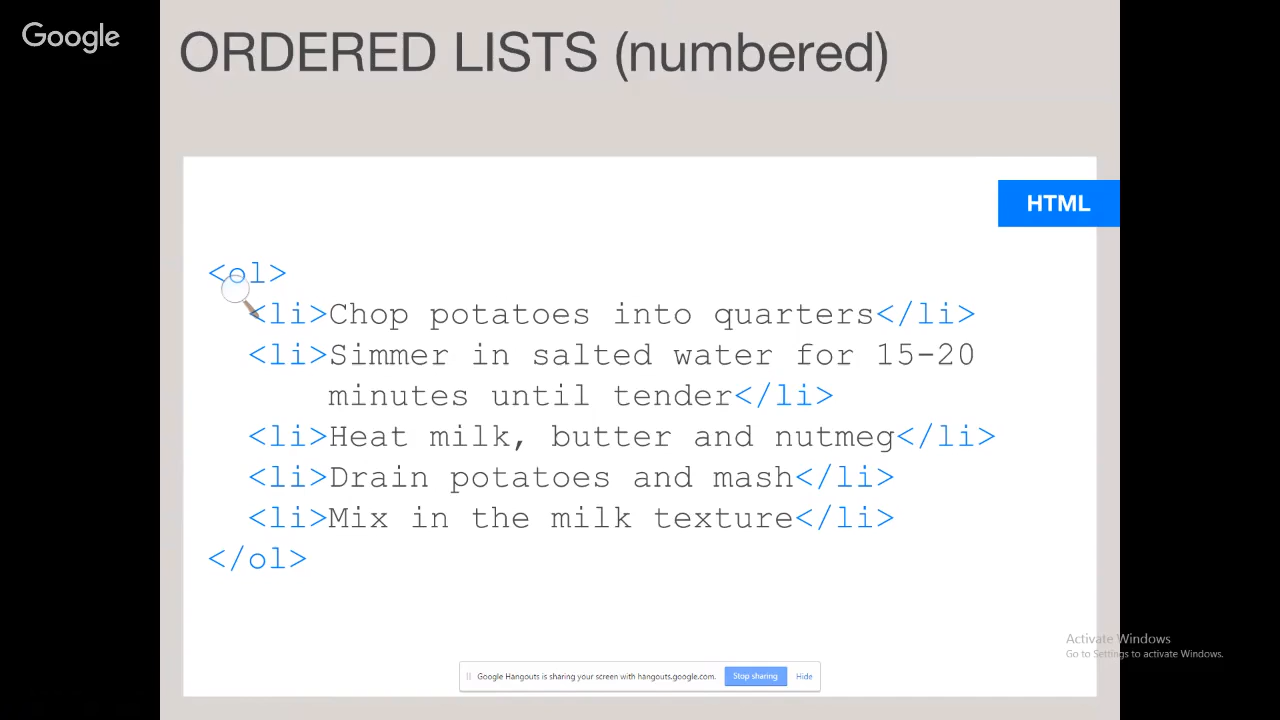 Google
ORDERED LISTS (numbered)
HTML
<ol>
<li>Chop potatoes into quarters</li>
<li>Simmer in salted water for 15-20
minutes until tender</li>
<li>Heat milk, butter and nutmeg</li>
<li>Drain potatoes and mash</li>
<li>Mix in the milk texture</li>
</ol>
Activate Windows
Go to Settings to activate Windows.
Google Hangouts is sharing your screen with hangouts.google.com. Stop sharing Hide